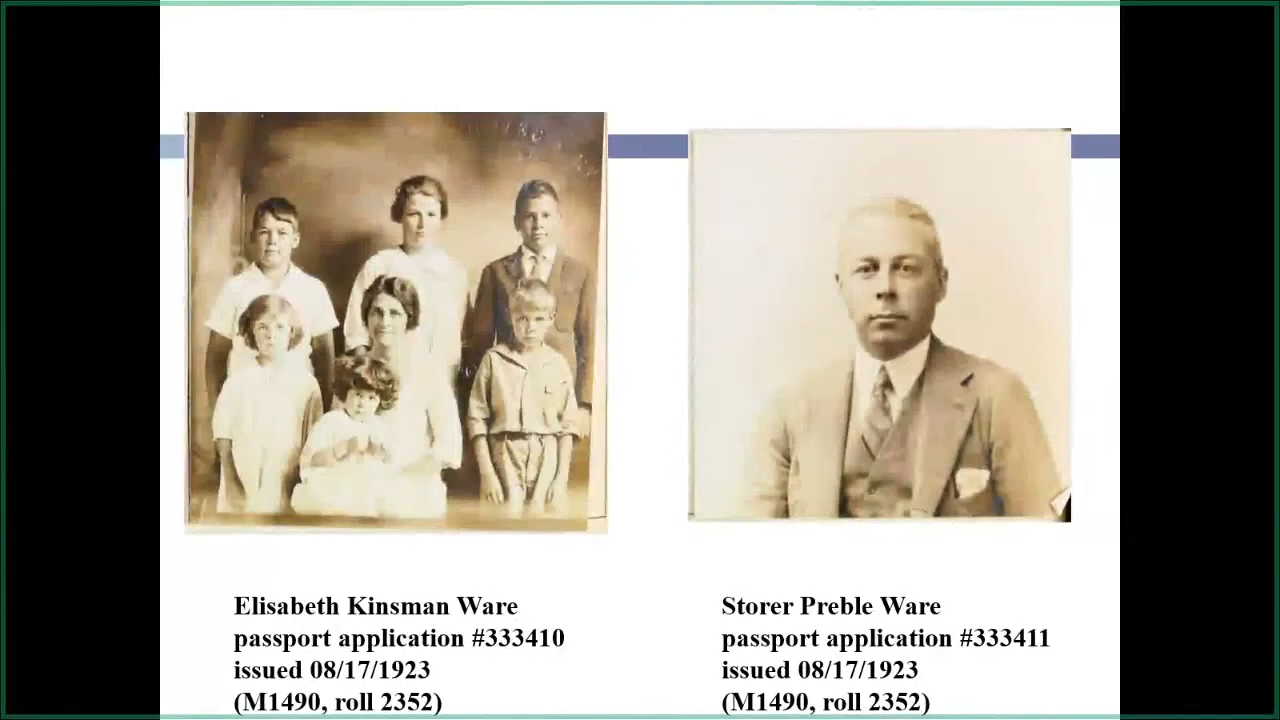 Elisabeth Kinsman Ware
passport application #333410
issued 08/17/1923
(M1490, roll 2352)
Storer Preble Ware
passport application #333411
issued 08/17/1923
(M1490, roll 2352)